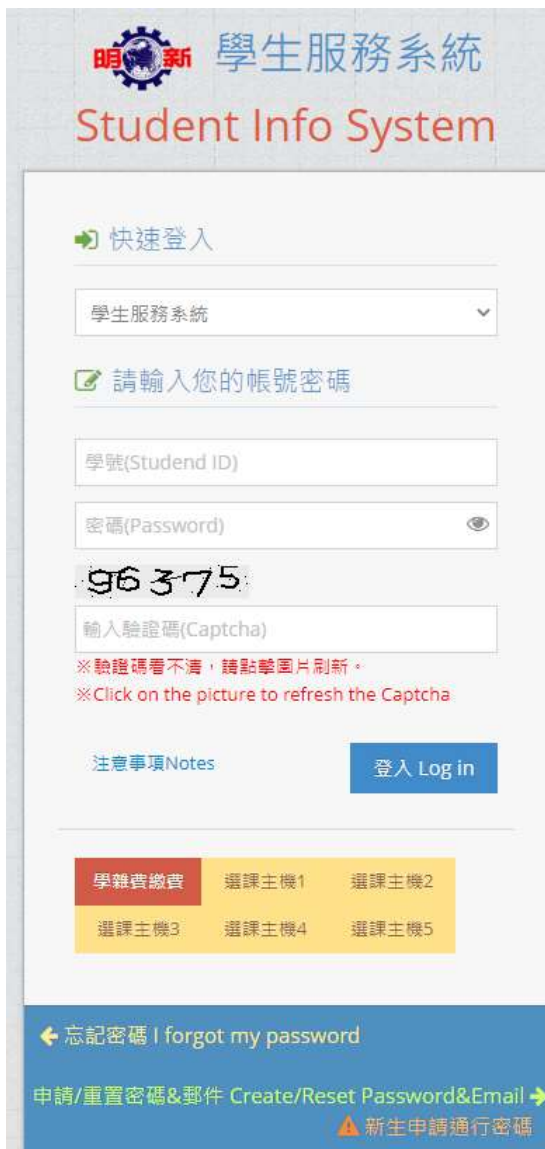 明新 學生服務系統
Student Info System
快速登入
學生服務系統
請輸入您的帳號密碼
學號(Studend ID)
密碼(Password)
96375
輸入驗證碼(Captcha)
※驗證碼看不清，請點擊圖片刷新。
※Click on the picture to refresh the Captcha
注意事項Notes 登入 Log in
學雜費繳費 選課主機1 選課主機2
選課主機3 選課主機4 選課主機5
忘記密碼 I forgot my password
申請/重置密碼&郵件 Create/Reset Password&Email
新生申請通行密碼